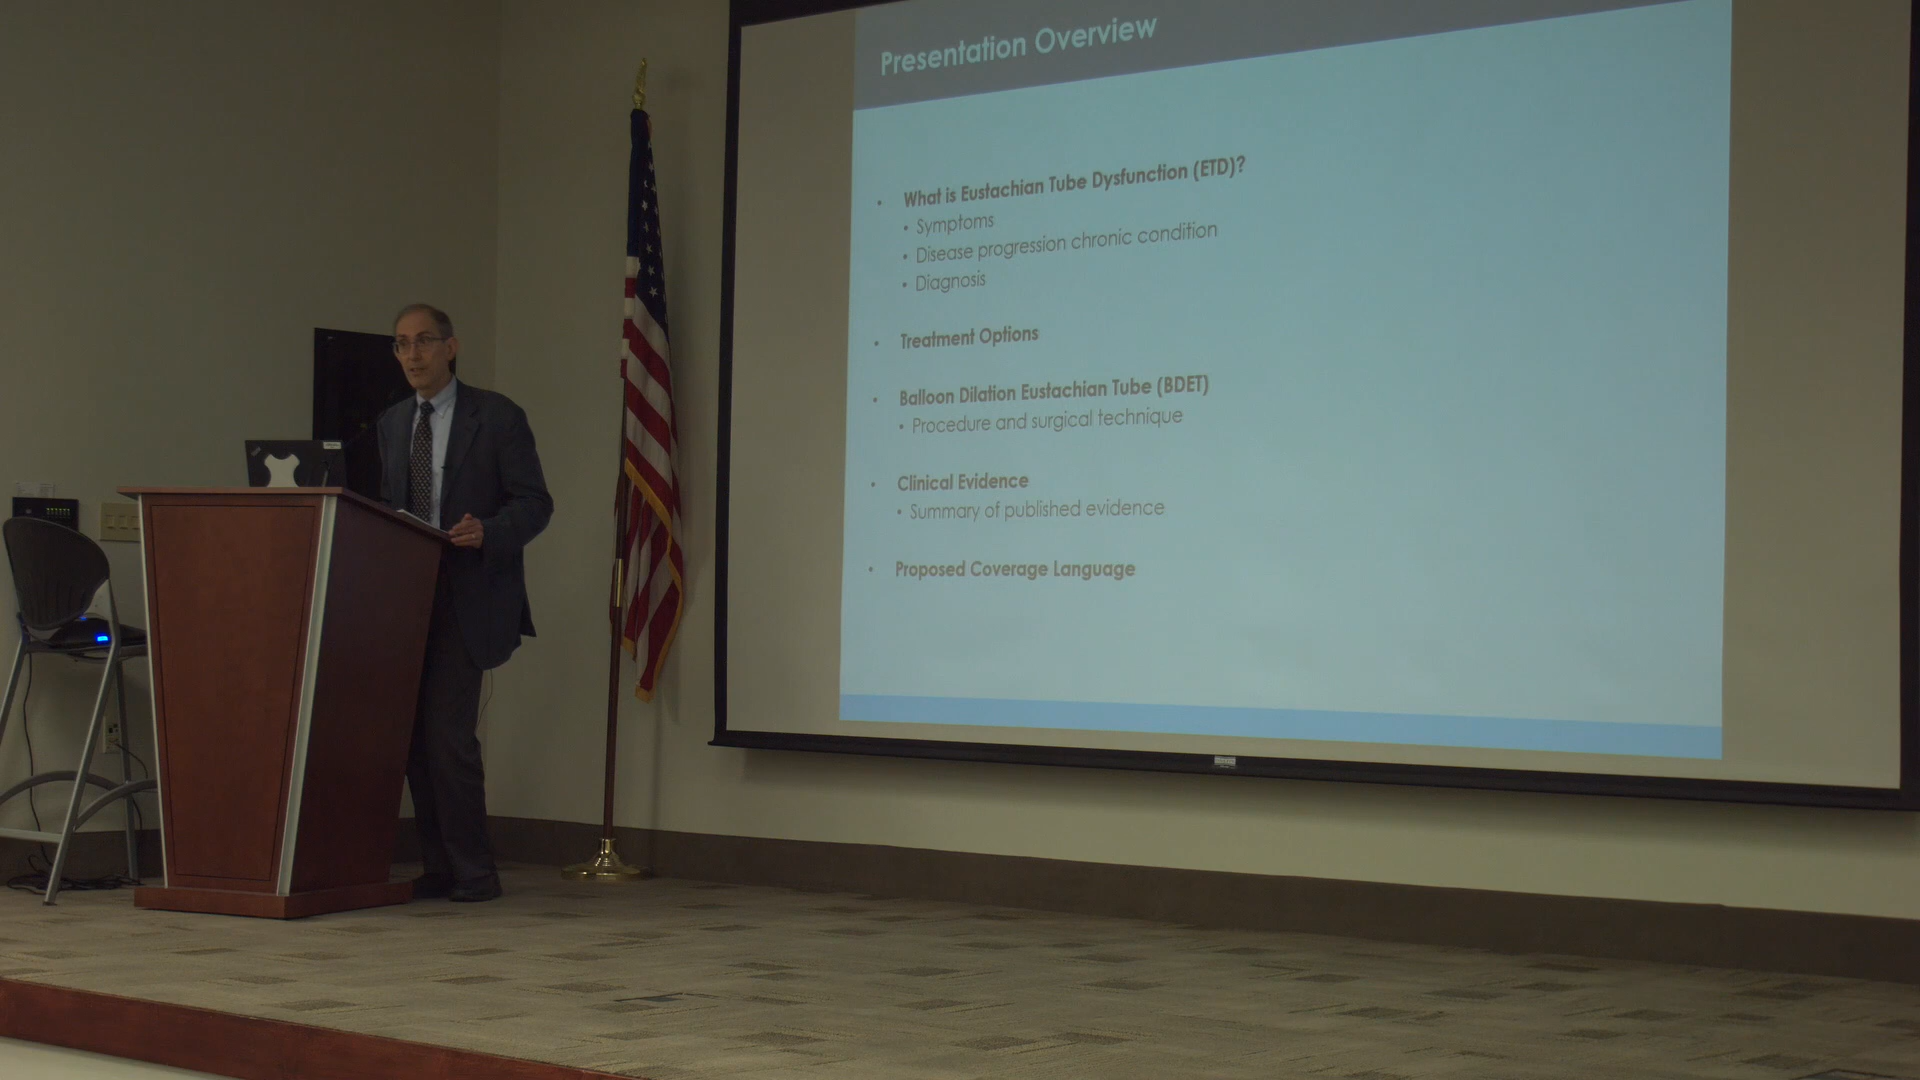 Presentation Overview
• What is Eustachian Tube Dysfunction (ETD)?
• Symptoms
• Disease progression chronic condition
• Diagnosis
• Treatment Options
• Balloon Dilation Eustachian Tube (BDET)
• Procedure and surgical technique
• Clinical Evidence
• Summary of published evidence
• Proposed Coverage Language